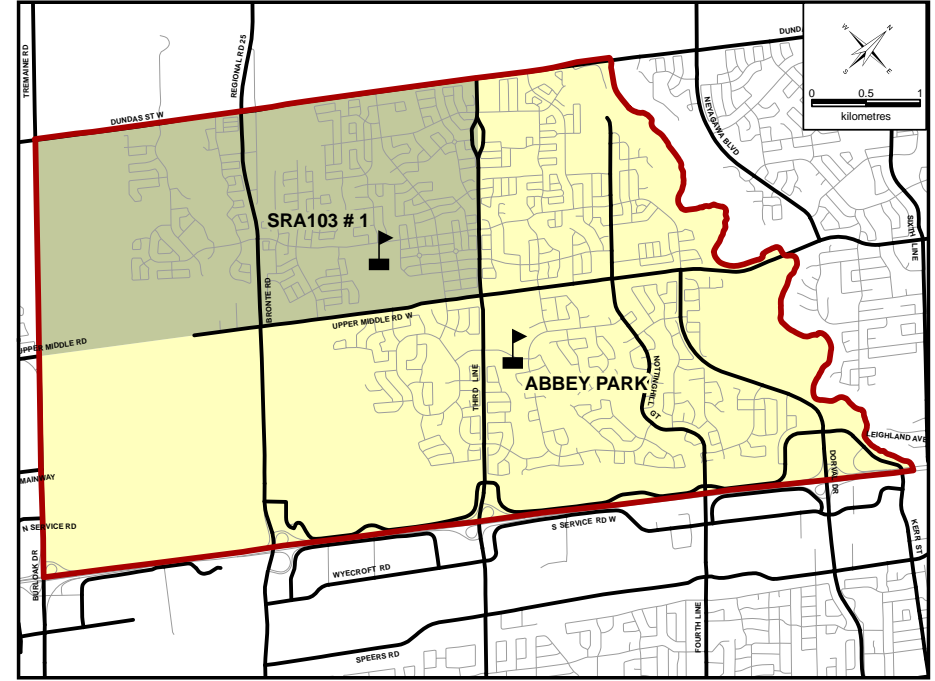 TREMAINE RD
REGIONAL RD 25
DUNDAS ST W
DUNDA
W
N
S
E
0 0.5 1
kilometres
NEYAGAWA BLVD
SIXTH LINE
SRA103 # 1
BRONTE RD
UPPER MIDDLE RD W
UPPER MIDDLE RD
THIRD LINE
ABBEY PARK
NOTTINGHILL GT
LEIGHLAND AVE
MAINWAY
DORVAL DR
N SERVICE RD
S SERVICE RD W
KERR ST
BURLOAK DR
WYECROFT RD
FOURTH LINE
SPEERS RD